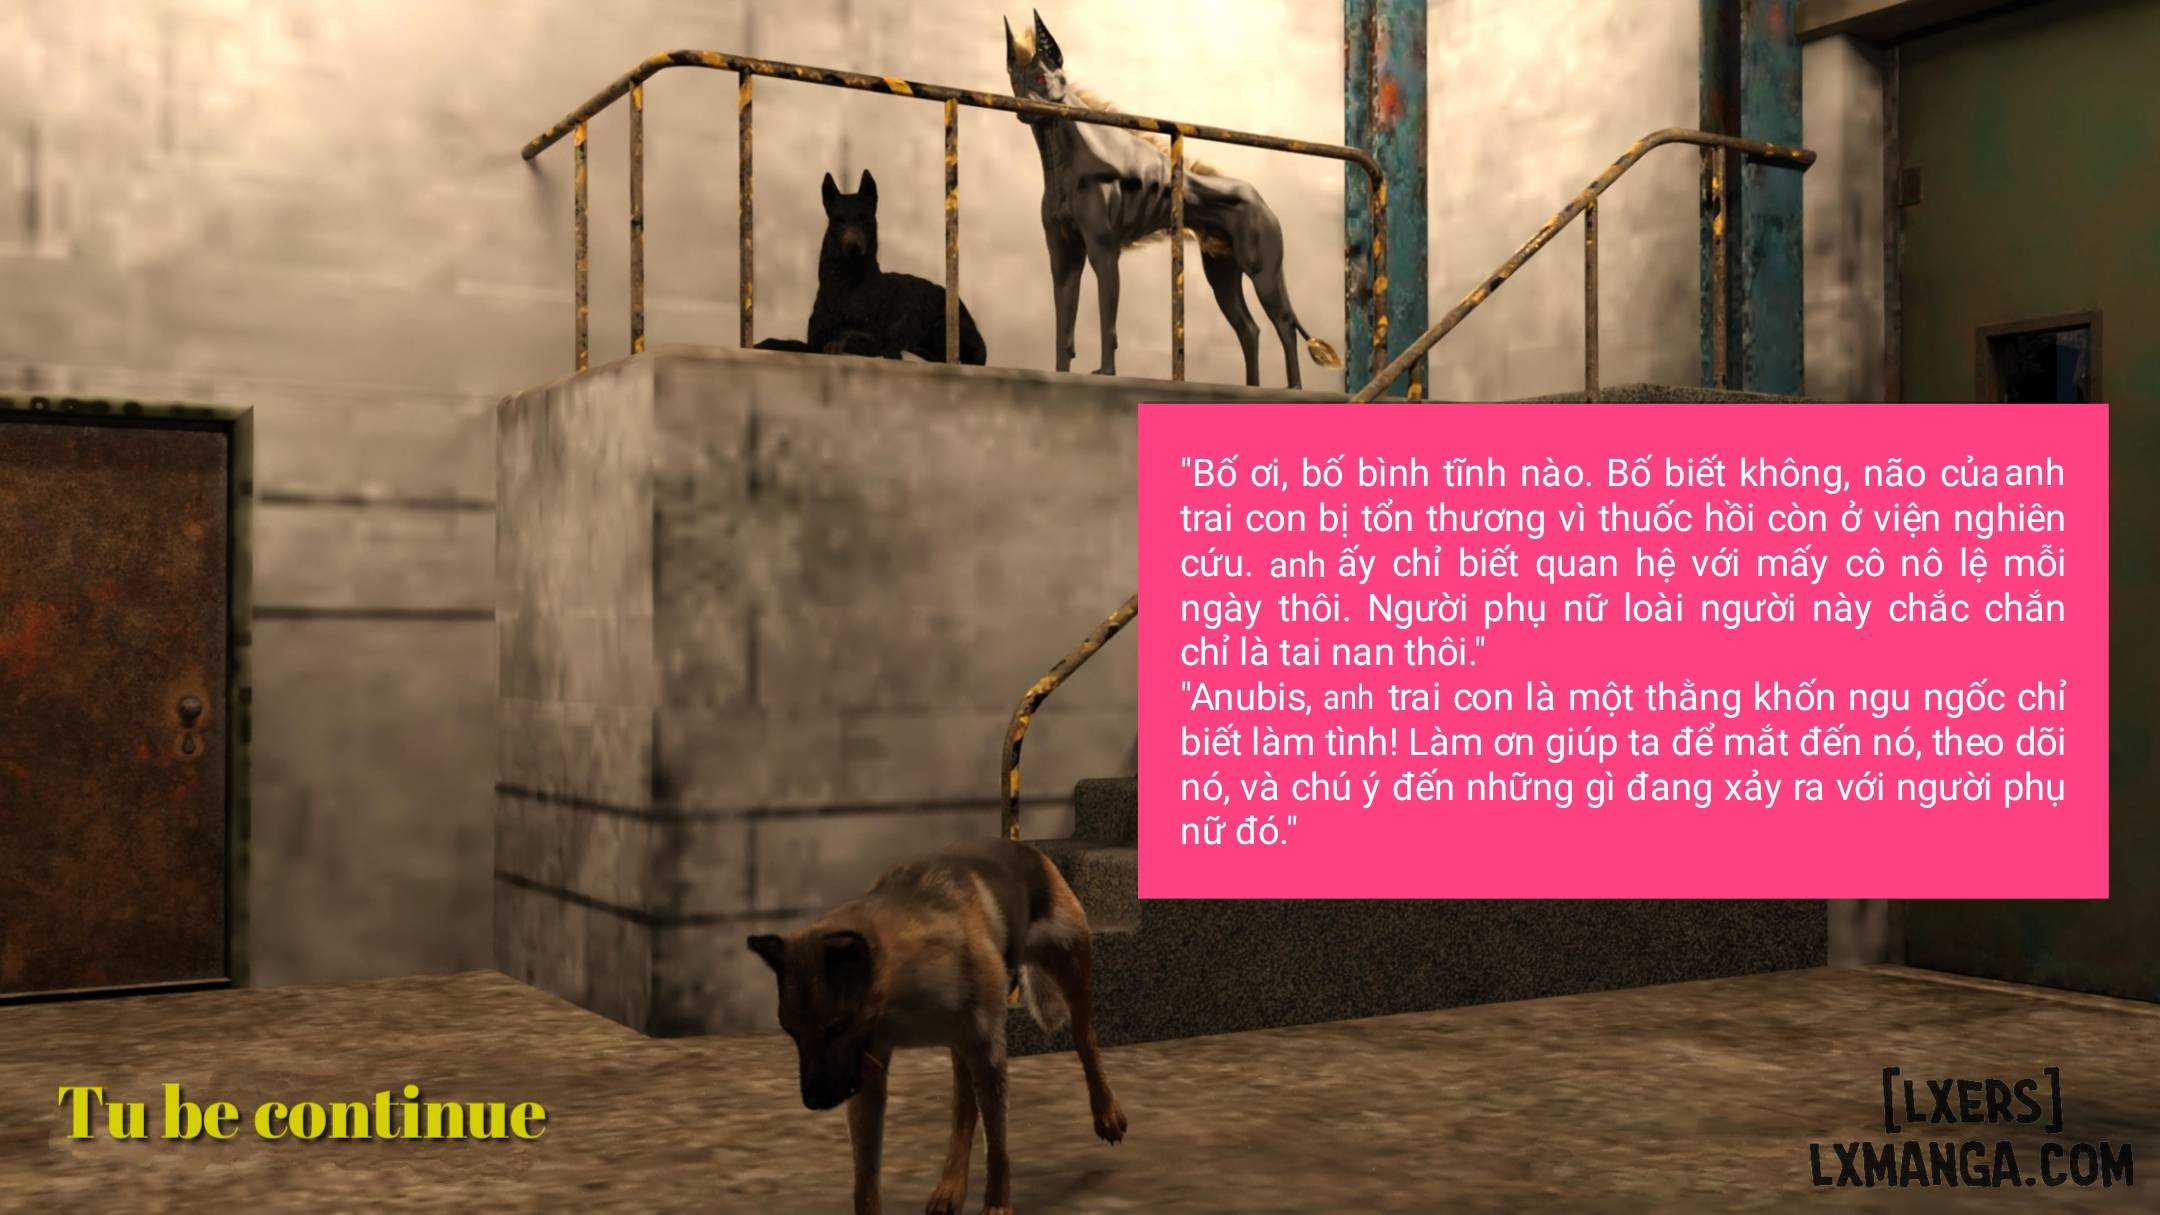 "Bố ơi, bố bình tĩnh nào. Bố biết không, não của anh
trai con bị tổn thương vì thuốc hồi còn ở viện nghiên
cứu. anh ấy chỉ biết quan hệ với mấy cô nô lệ mỗi
ngày thôi. Người phụ nữ loài người này chắc chắn
chỉ là tai nan thôi."
"Anubis, anh trai con là một thằng khốn ngu ngốc chỉ
biết làm tình! Làm ơn giúp ta để mắt đến nó, theo dõi
nó, và chú ý đến những gì đang xảy ra với người phụ
nữ đó."
Tu be continue
[LXERS]
LXMANGA.COM